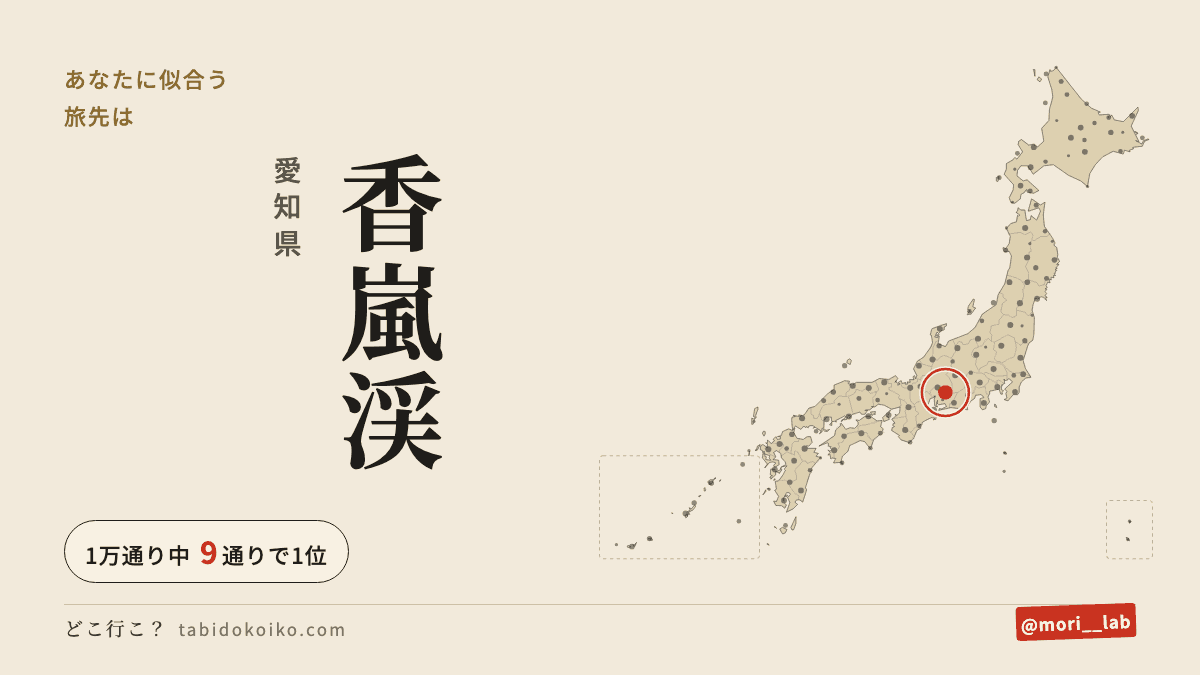 あなたに似合う
旅先は
香嵐渓
愛知県
1万通り中 9通りで1位
どこ行こ? tabidokoiko.com
@mori__lab